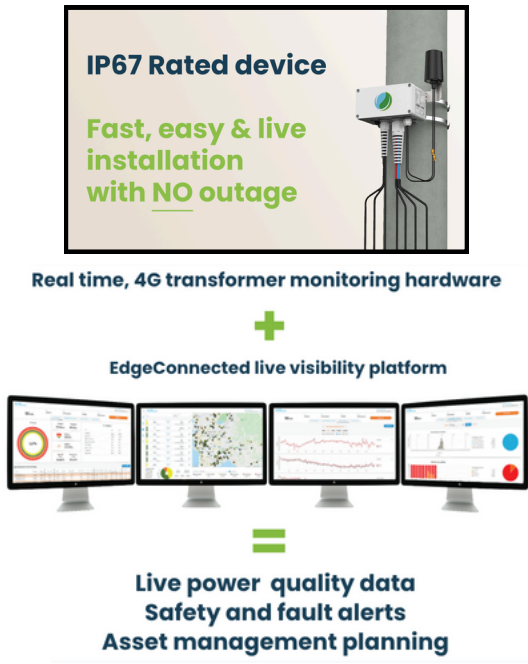 IP67 Rated device
Fast, easy & live
installation
with NO outage
Real time, 4G transformer monitoring hardware
+
EdgeConnected live visibility platform
=
Live power quality data
Safety and fault alerts
Asset management planning